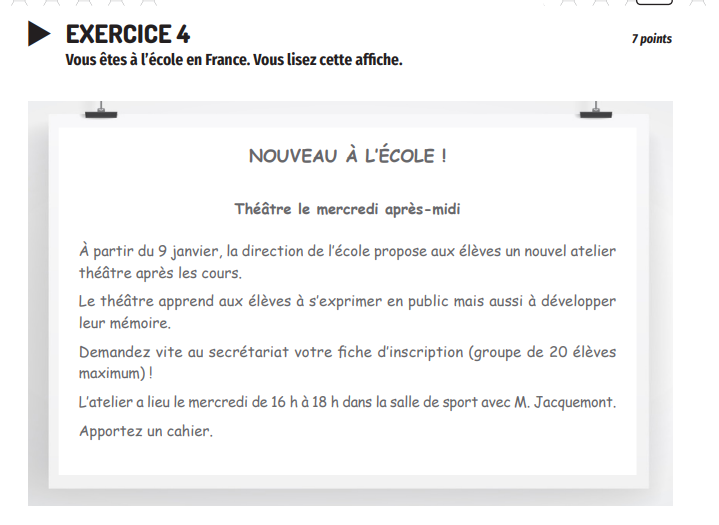 EXERCICE 4
7 points
Vous êtes à l'école en France. Vous lisez cette affiche.
NOUVEAU À L'ÉCOLE !
Théâtre le mercredi après-midi
À partir du 9 janvier, la direction de l'école propose aux élèves un nouvel atelier
théâtre après les cours.
Le théâtre apprend aux élèves à s'exprimer en public mais aussi à développer
leur mémoire.
Demandez vite au secrétariat votre fiche d'inscription (groupe de 20 élèves
maximum) !
L'atelier a lieu le mercredi de 16 h à 18 h dans la salle de sport avec M. Jacquemont.
Apportez un cahier.